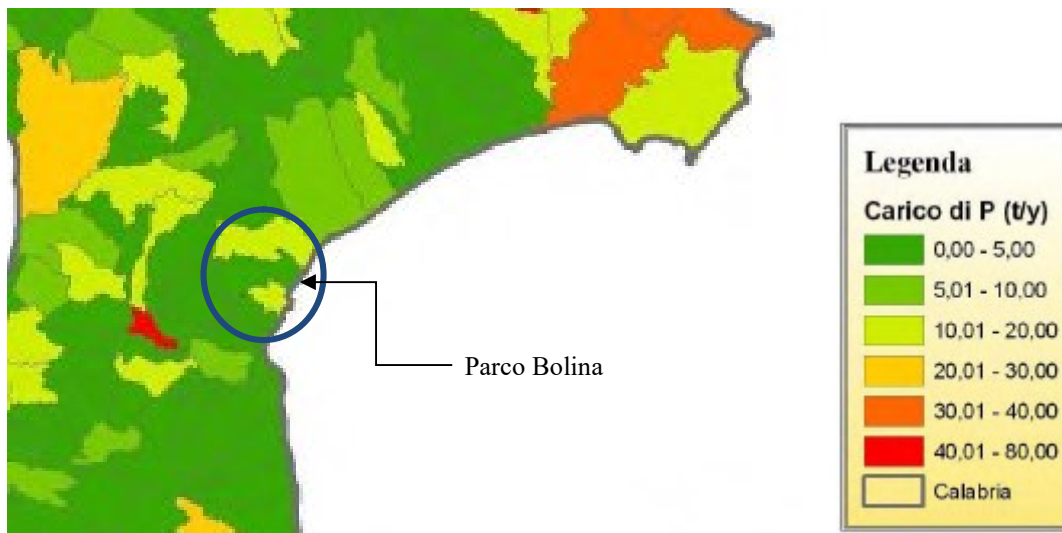 Parco Bolina
Legenda
Carico di P (t/y)
0,00 - 5,00
5,01 - 10,00
10,01 - 20,00
20,01 - 30,00
30,01 - 40,00
40,01 - 80,00
Calabria